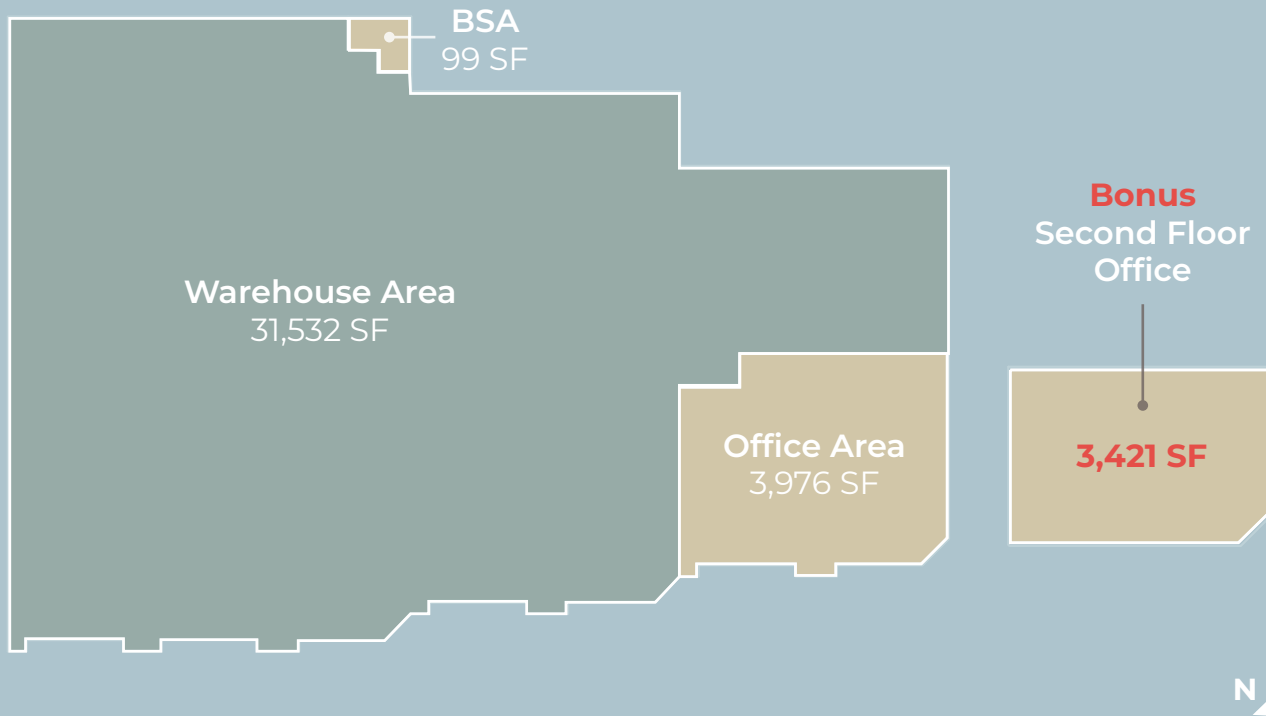 BSA
99 SF
Bonus
Second Floor
Office
Warehouse Area
31,532 SF
Office Area
3,976 SF
3,421 SF
N